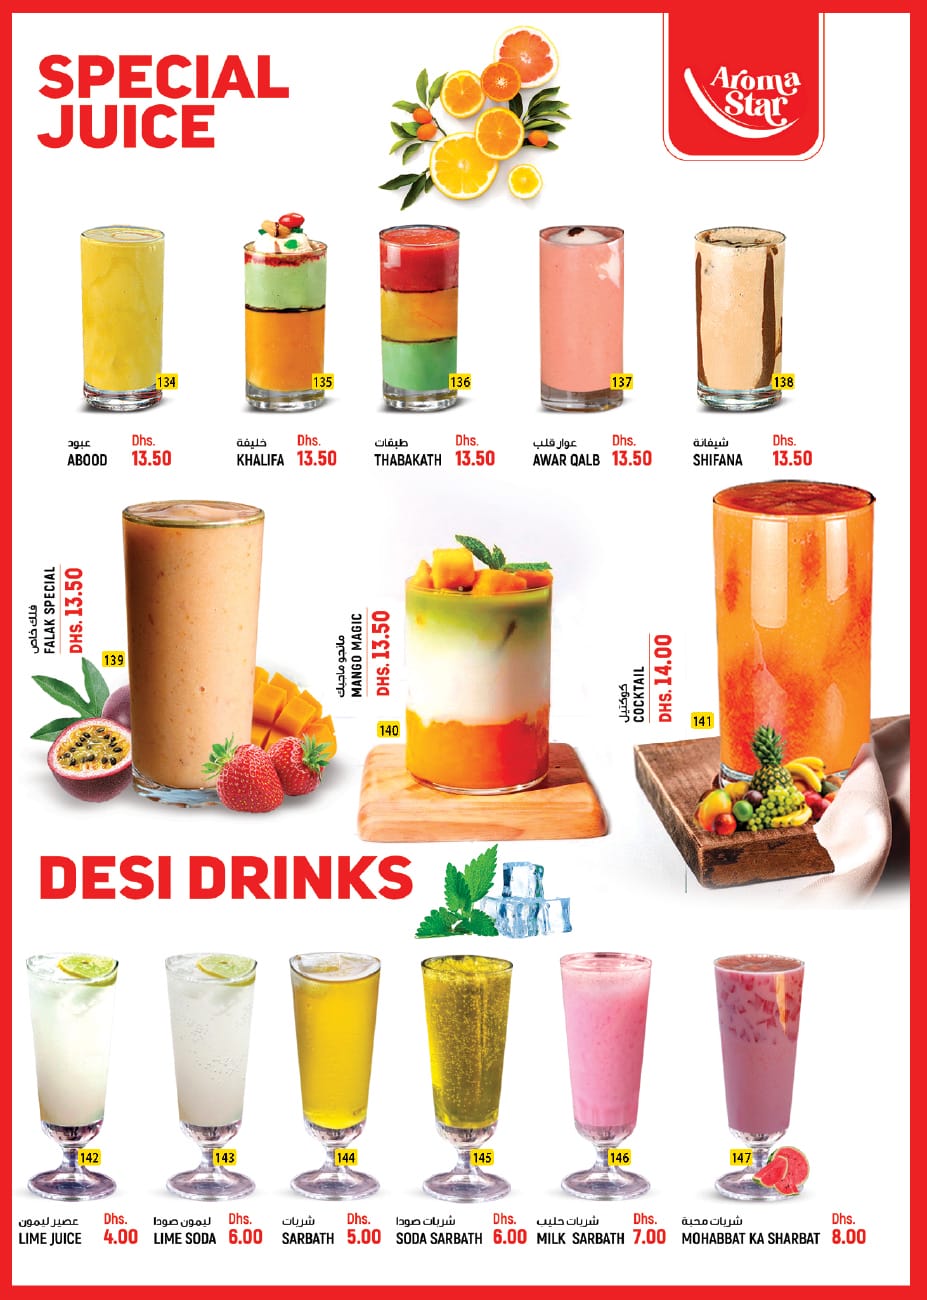 SPECIAL
JUICE
Aroma
Star
134
135
136
137
138
عبود
ABOOD
Dhs.
13.50
خليفة
KHALIFA
Dhs.
13.50
طبقات
THABAKATH
Dhs.
13.50
عوار قلب
AWAR QALB
Dhs.
13.50
شيفانة
SHIFANA
Dhs.
13.50
فلك خاص
FALAK SPECIAL
DHS. 13.50
139
مانجو ماجيك
MANGO MAGIC
DHS. 13.50
140
كوكتيل
COCKTAIL
DHS. 14.00
141
DESI DRINKS
142
143
144
145
146
147
عصير ليمون
LIME JUICE
Dhs.
4.00
ليمون صودا
LIME SODA
Dhs.
6.00
شربات
SARBATH
Dhs.
5.00
شربات صودا
SODA SARBATH
Dhs.
6.00
شربات حليب
MILK SARBATH
Dhs.
7.00
شربات محبة
MOHABBAT KA SHARBAT
Dhs.
8.00